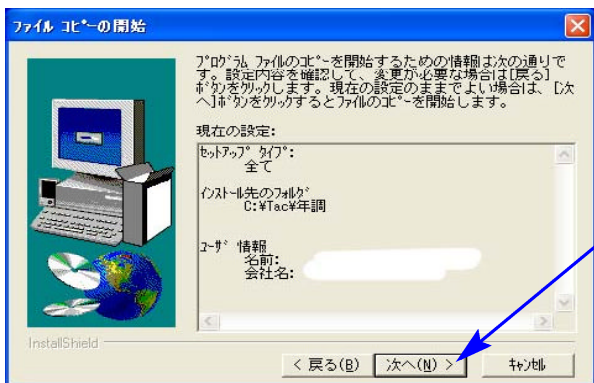 ファイル コピーの開始
プログラム ファイルのコピーを開始するための情報は次の通りで
す。設定内容を確認して、変更が必要な場合は[戻る]
ボタンをクリックします。現在の設定のままでよい場合は、[次
へ]ボタンをクリックするとファイルのコピーを開始します。
現在の設定:
セットアップ タイプ:
全て
インストール先のフォルダ
C:¥Tac¥年調
ユーザ 情報
名前:
会社名:
InstallShield
< 戻る(B)
次へ(N) >
キャンセル